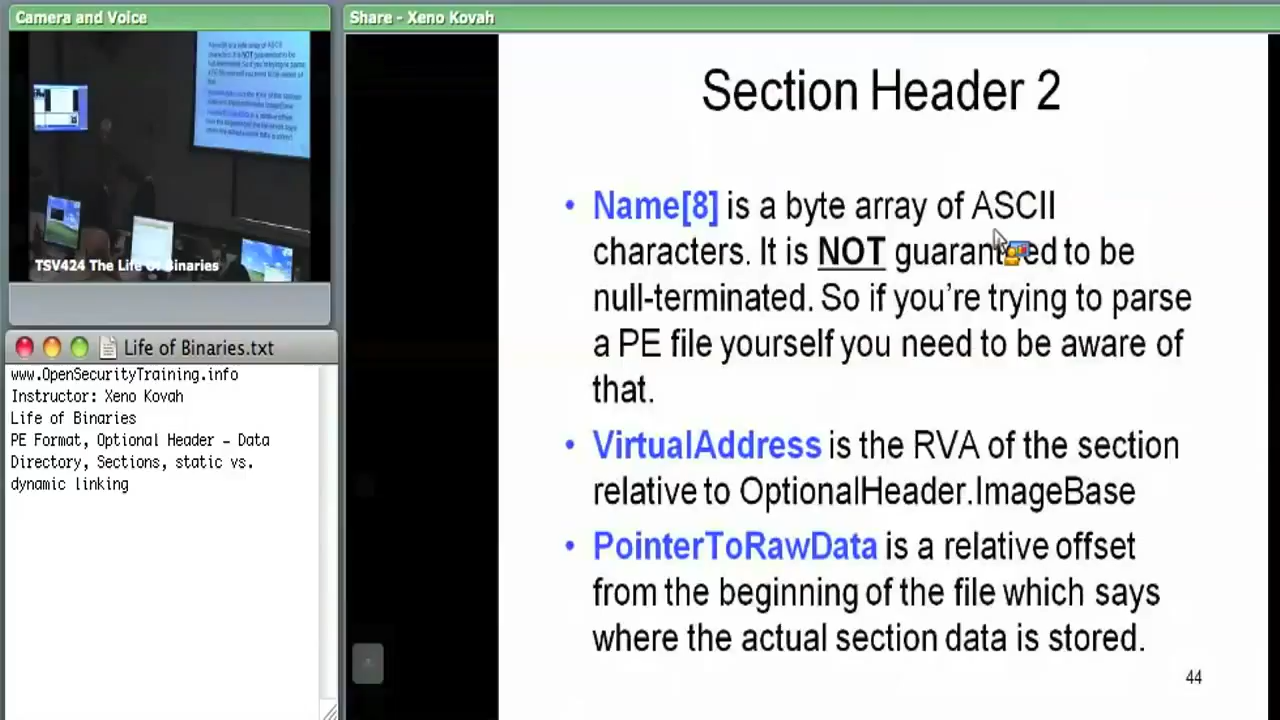 Camera and Voice
TSV424 The Life Of Binaries
Life of Binaries.txt
www.OpenSecurityTraining.info
Instructor: Xeno Kovah
Life of Binaries
PE Format, Optional Header - Data
Directory, Sections, static vs.
dynamic linking
Share - Xeno Kovah
Section Header 2
• Name[8] is a byte array of ASCII
characters. It is NOT guaranteed to be
null-terminated. So if you're trying to parse
a PE file yourself you need to be aware of
that.
• VirtualAddress is the RVA of the section
relative to OptionalHeader.ImageBase
• PointerToRawData is a relative offset
from the beginning of the file which says
where the actual section data is stored.
44